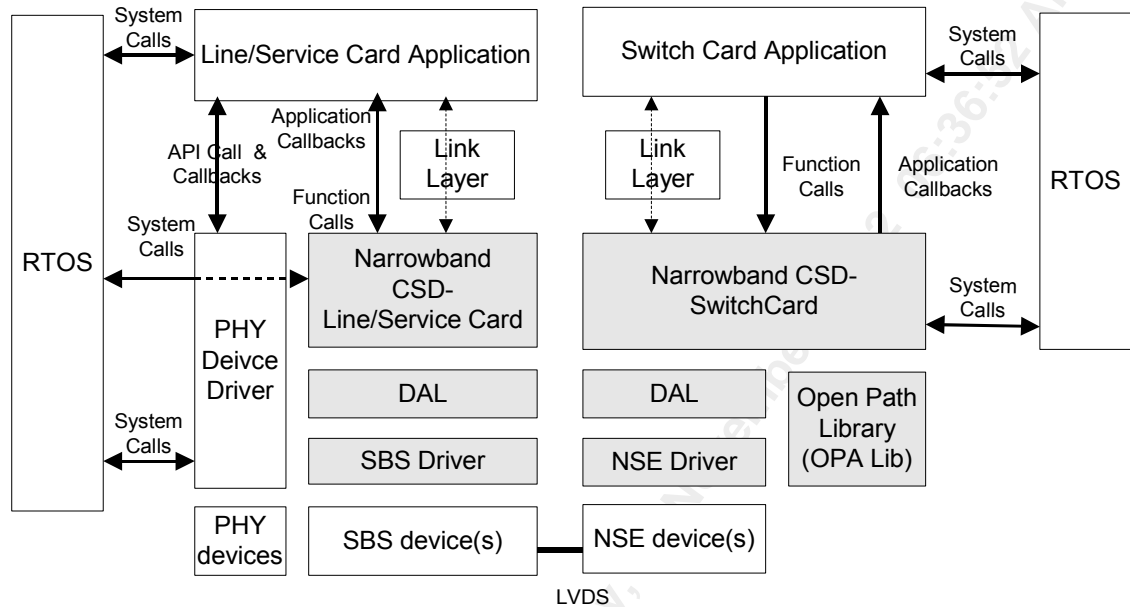 System
Calls
Line/Service Card Application
Switch Card Application
System
Calls
Application
Callbacks
API Call & 
Callbacks
Link
Layer
Link
Layer
Function
Calls
Application
Callbacks
Function
Calls
RTOS
RTOS
System
Calls
Narrowband
CSD-
Line/Service Card
Narrowband CSD-
SwitchCard
System
Calls
PHY
Deivce
Driver
DAL
DAL
Open Path
Library
(OPA Lib)
System
Calls
SBS Driver
NSE Driver
PHY
devices
SBS device(s)
NSE device(s)
LVDS